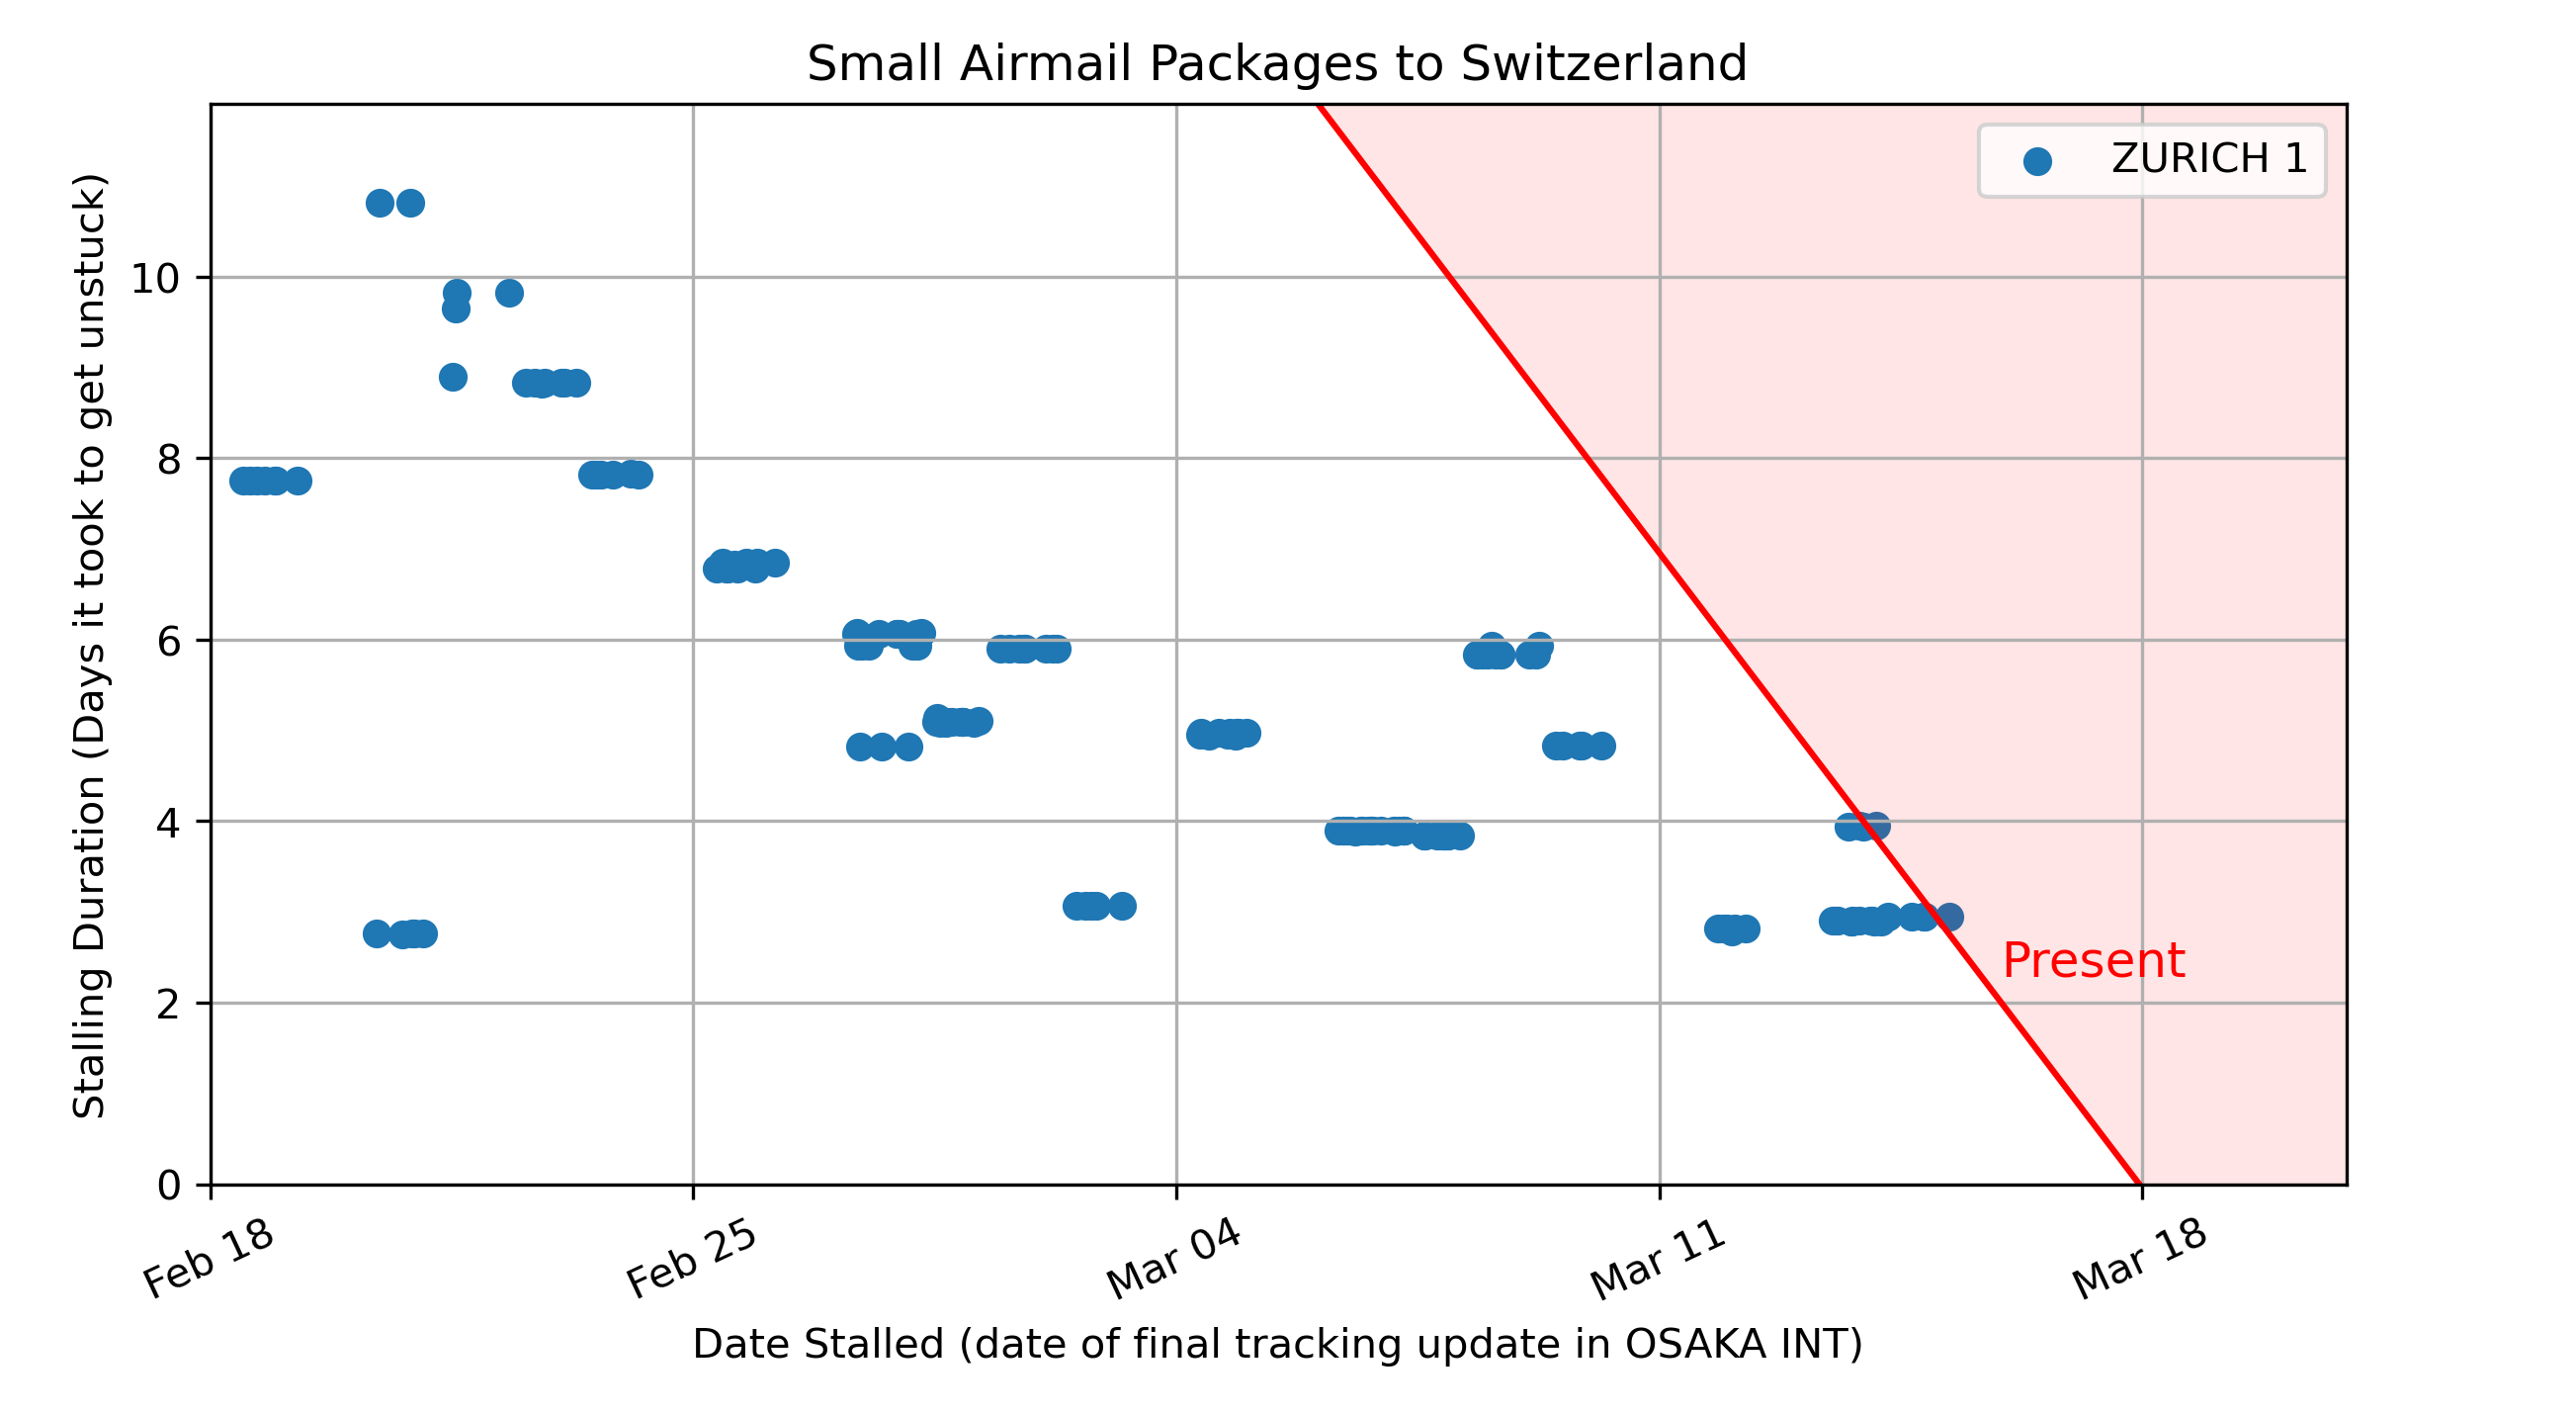 Small Airmail Packages to Switzerland
ZURICH 1
Stalling Duration (Days it took to get unstuck)
10
8
6
4
2
0
Present
Feb 18
Feb 25
Mar 04
Mar 11
Mar 18
Date Stalled (date of final tracking update in OSAKA INT)